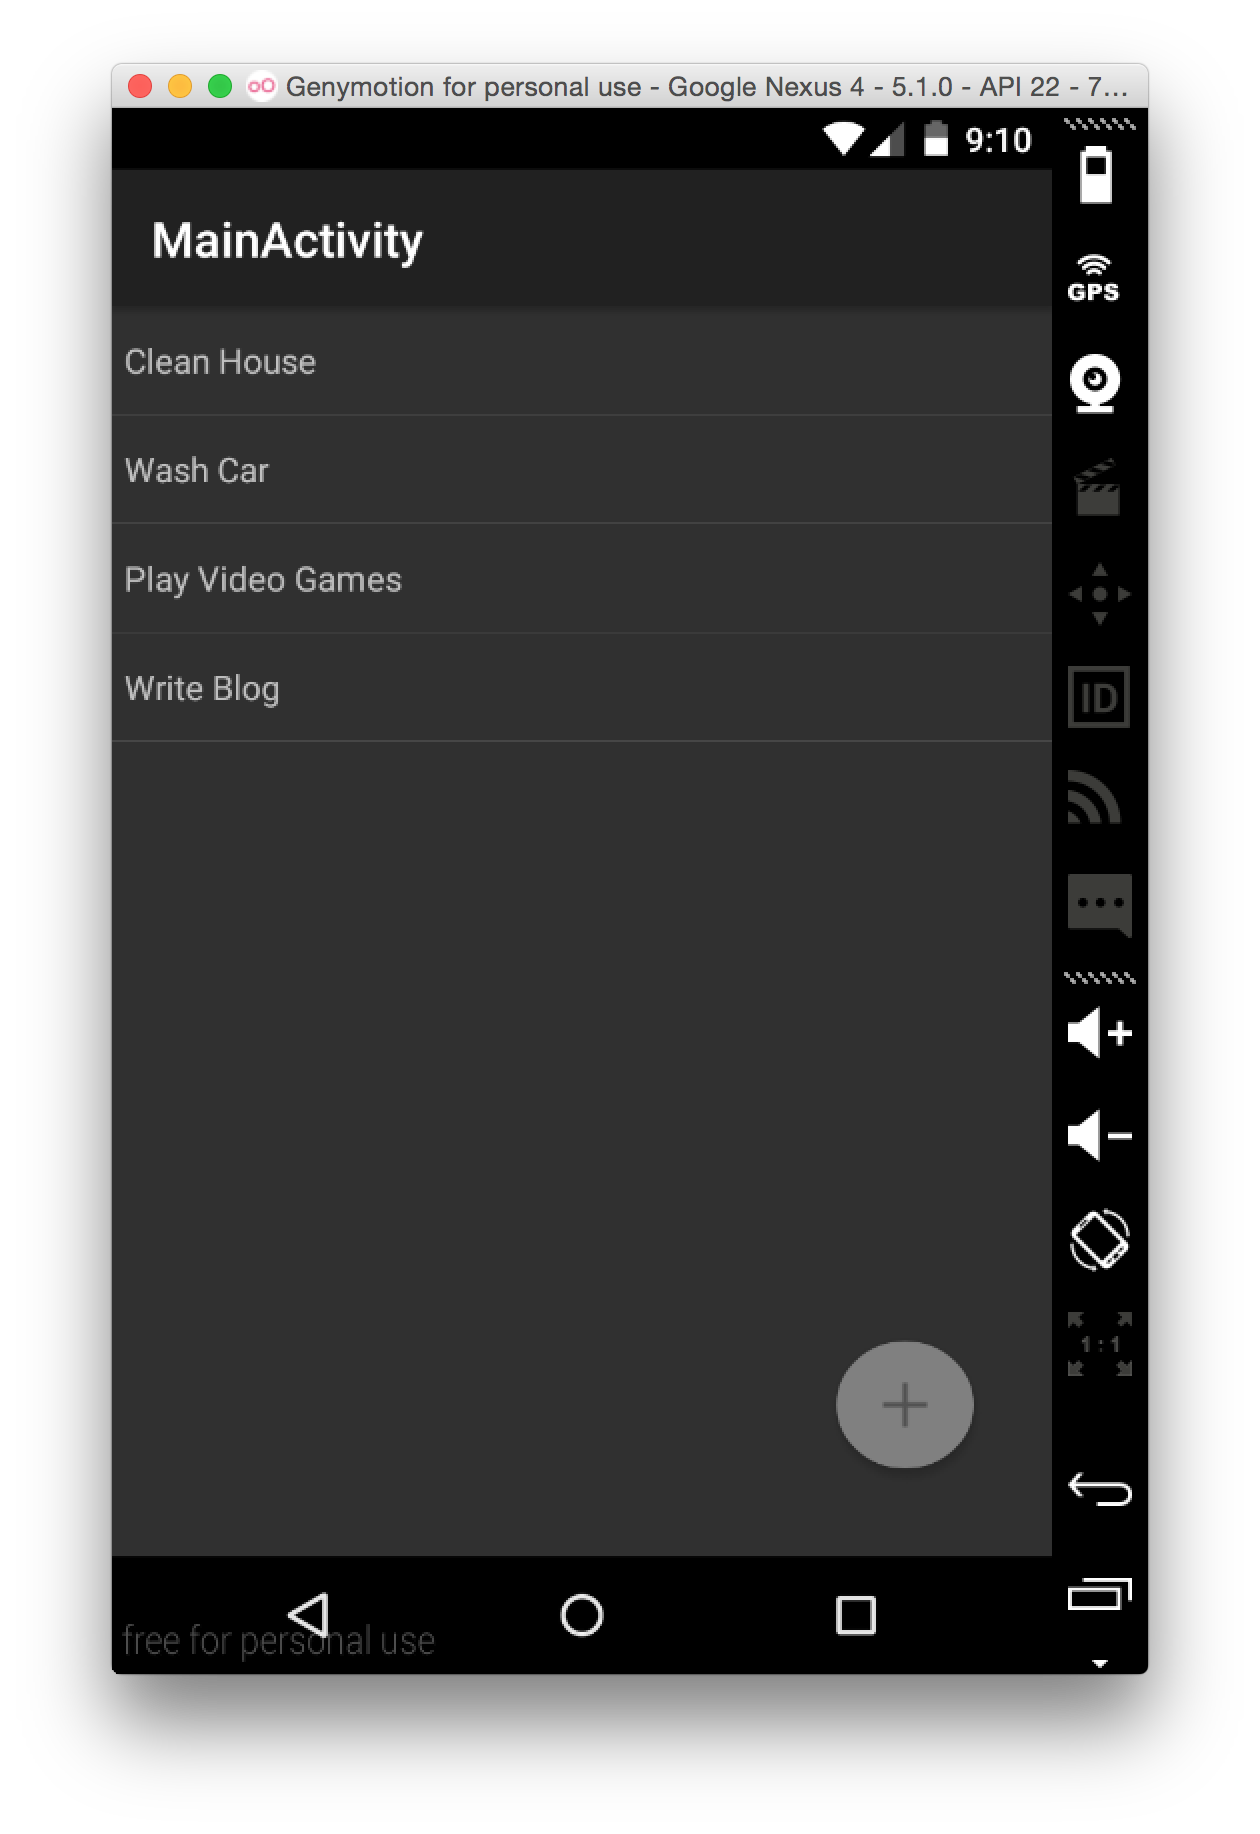 Genymotion for personal use - Google Nexus 4 - 5.1.0 - API 22 - 7...
9:10
GPS
MainActivity
Clean House
Wash Car
Play Video Games
Write Blog
ID
1:1
free for personal use